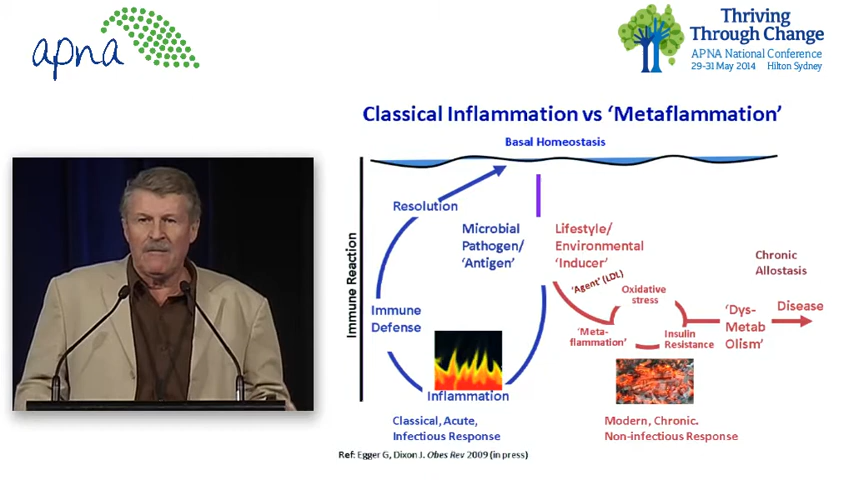 apna
Thriving
Through Change
APNA National Conference
29-31 May 2014 Hilton Sydney
Classical Inflammation vs ‘Metaflammation’
Basal Homeostasis
Immune Reaction
Resolution
Immune
Defense
Microbial
Pathogen/
‘Antigen’
Inflammation
Classical, Acute,
Infectious Response
Lifestyle/
Environmental
‘Inducer’
‘Agent’ (LDL)
Oxidative
stress
‘Meta-
flammation’
Insulin
Resistance
‘Dys-
Metab
Olism’
Chronic
Allostasis
Disease
Modern, Chronic.
Non-infectious Response
Ref: Egger G, Dixon J. Obes Rev 2009 (in press)